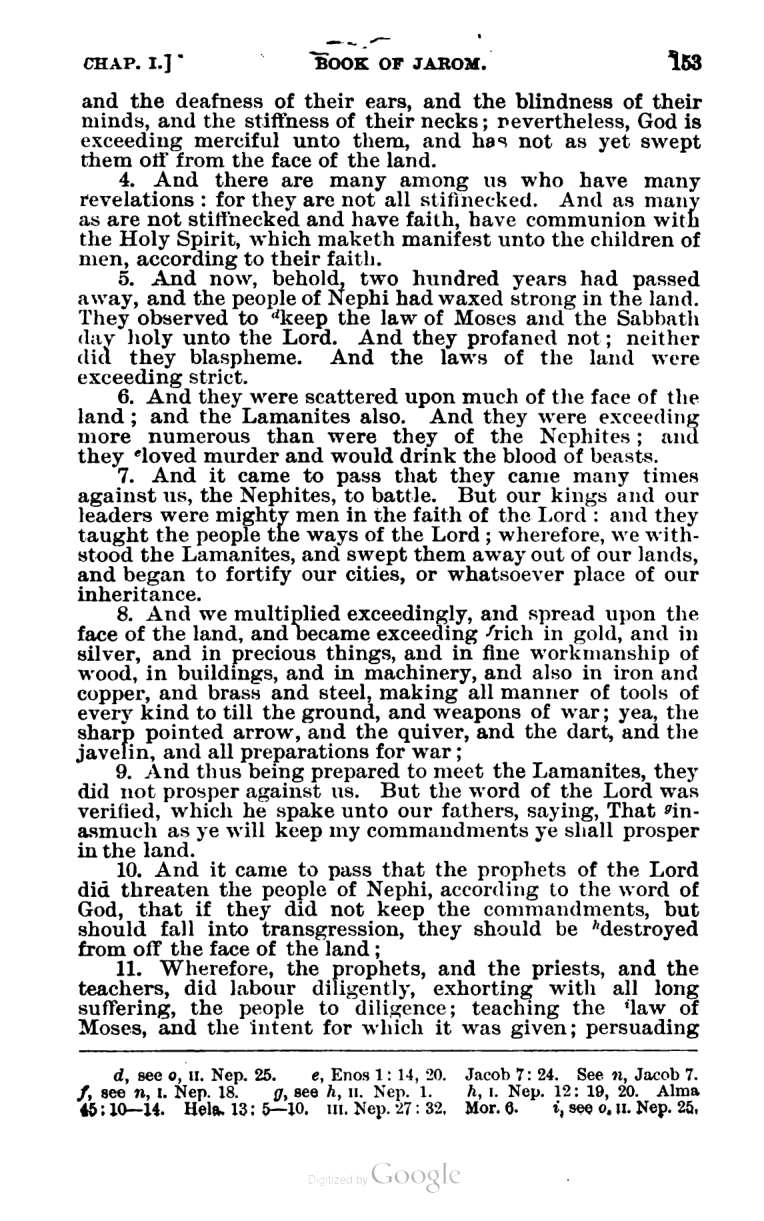 CHAP. I.] BOOK OF JAROM. 153
and the deafness of their ears, and the blindness of their
minds, and the stiffness of their necks; nevertheless, God is
exceeding merciful unto them, and has not as yet swept
them off from the face of the land.
4. And there are many among us who have many
revelations: for they are not all stiffnecked. And as many
as are not stiffnecked and have faith, have communion with
the Holy Spirit, which maketh manifest unto the children of
men, according to their faith.
5. And now, behold, two hundred years had passed
away, and the people of Nephi had waxed strong in the land.
They observed to dkeep the law of Moses and the Sabbath
day holy unto the Lord. And they profaned not; neither
did they blaspheme. And the laws of the land were
exceeding strict.
6. And they were scattered upon much of the face of the
land; and the Lamanites also. And they were exceeding
more numerous than were they of the Nephites; and
they eloved murder and would drink the blood of beasts.
7. And it came to pass that they came many times
against us, the Nephites, to battle. But our kings and our
leaders were mighty men in the faith of the Lord: and they
taught the people the ways of the Lord; wherefore, we with-
stood the Lamanites, and swept them away out of our lands,
and began to fortify our cities, or whatsoever place of our
inheritance.
8. And we multiplied exceedingly, and spread upon the
face of the land, and became exceeding frich in gold, and in
silver, and in precious things, and in fine workmanship of
wood, in buildings, and in machinery, and also in iron and
copper, and brass and steel, making all manner of tools of
every kind to till the ground, and weapons of war; yea, the
sharp pointed arrow, and the quiver, and the dart, and the
javelin, and all preparations for war;
9. And thus being prepared to meet the Lamanites, they
did not prosper against us. But the word of the Lord was
verified, which he spake unto our fathers, saying, That gin-
asmuch as ye will keep my commandments ye shall prosper
in the land.
10. And it came to pass that the prophets of the Lord
did threaten the people of Nephi, according to the word of
God, that if they did not keep the commandments, but
should fall into transgression, they should be hdestroyed
from off the face of the land;
11. Wherefore, the prophets, and the priests, and the
teachers, did labour diligently, exhorting with all long
suffering, the people to diligence; teaching the ilaw of
Moses, and the intent for which it was given; persuading
d, see o, II. Nep. 25. e, Enos 1: 14, 20. Jacob 7: 24. See n, Jacob 7.
f, see n, I. Nep. 18. g, see h, II. Nep. 1. h, I. Nep. 12: 19, 20. Alma
45: 10—14. Hela. 13: 5—10. III. Nep. 27: 32. Mor. 6. i, see o, II. Nep. 25.
Digitized by Google